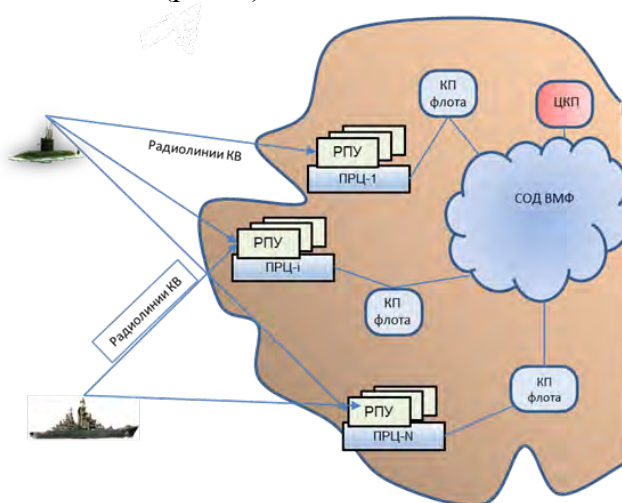 КП
флота
ЦКП
РПУ
ПРЦ-1
Радиолинии КВ
СОД ВМФ
РПУ
ПРЦ-i
КП
флота
Радиолинии КВ
КП
флота
РПУ
ПРЦ-N